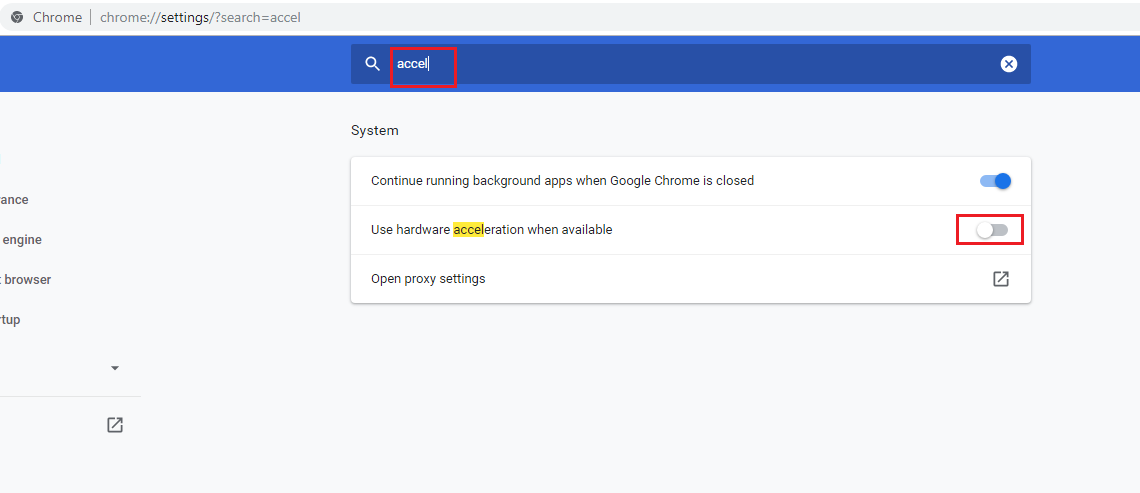 Chrome | chrome://settings/?search=accel
accel
System
Continue running background apps when Google Chrome is closed
rance
Use hardware acceleration when available
engine
Open proxy settings
t browser
rtup